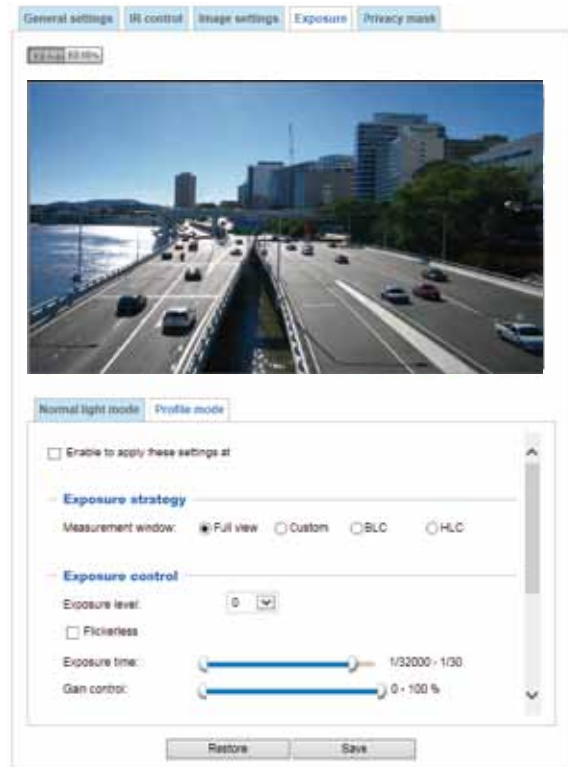 General settings IR control Image settings Exposure Privacy mask
Normal light mode Profile mode
Enable to apply these settings at
Exposure strategy
Measurement window: Full view Custom BLC HLC
Exposure control
Exposure level: 0
Flickerless
Exposure time: 1/32000 - 1/30
Gain control: 0 - 100 %
Restore Save